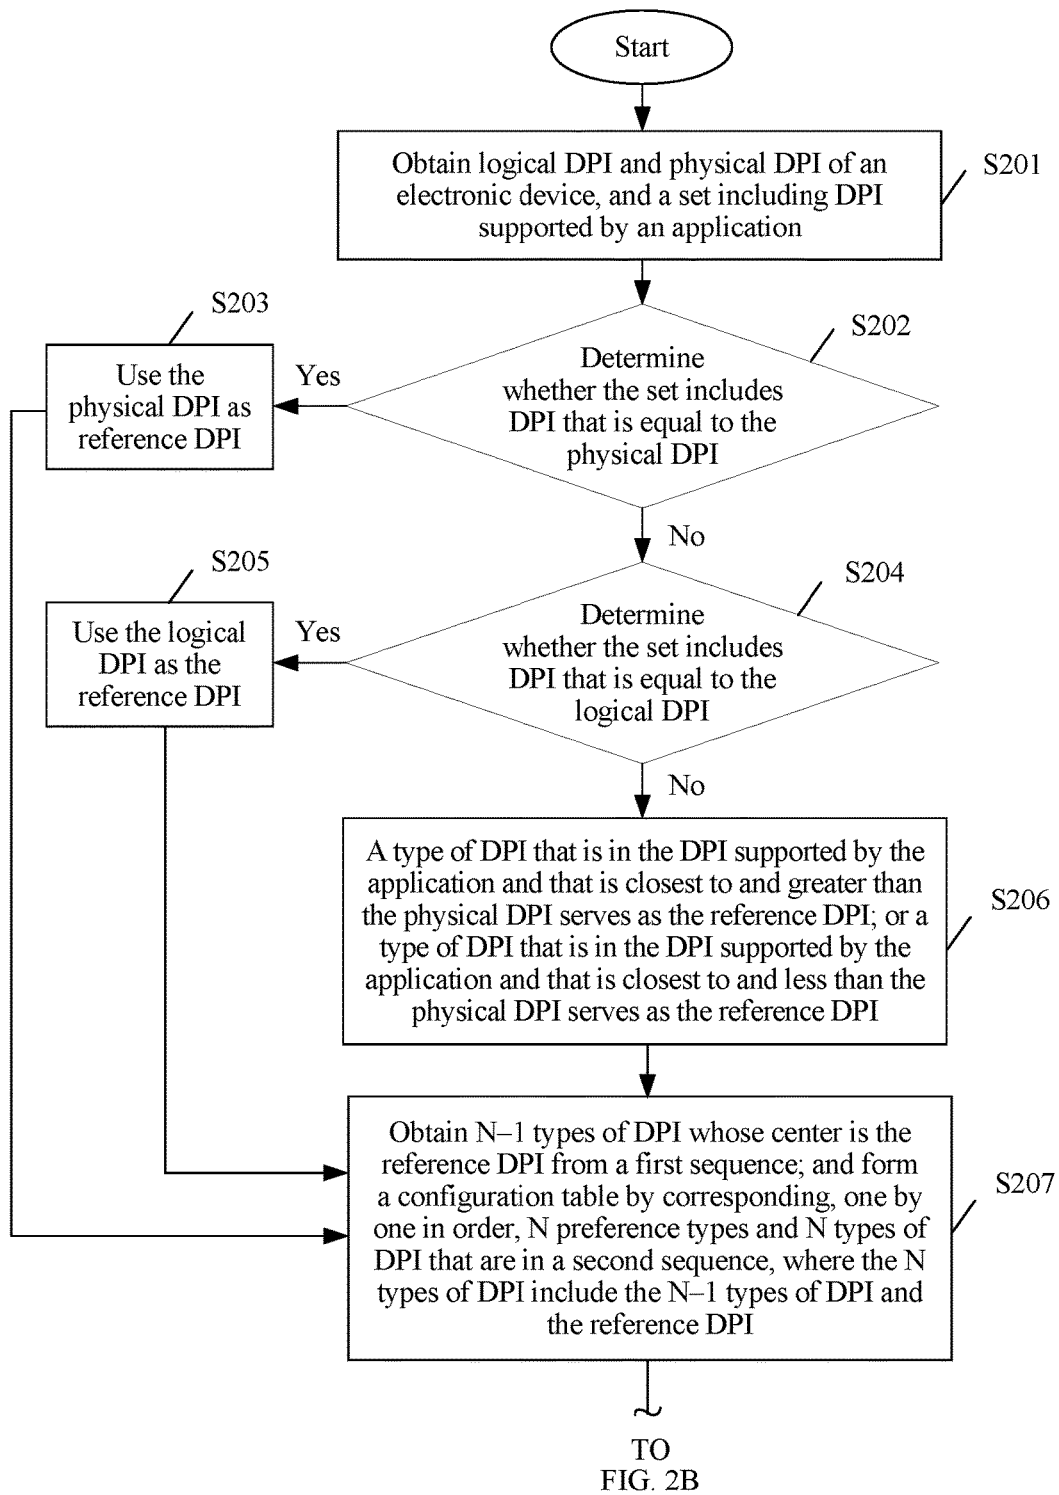 Start
Obtain logical DPI and physical DPI of an
electronic device, and a set including DPI
supported by an application
S201
S203
Use the
physical DPI as
reference DPI
Yes
S202
Determine
whether the set includes
DPI that is equal to the
physical DPI
No
S205
Use the logical
DPI as the
reference DPI
Yes
S204
Determine
whether the set includes
DPI that is equal to the
logical DPI
No
A type of DPI that is in the DPI supported by the
application and that is closest to and greater than
the physical DPI serves as the reference DPI; or a
type of DPI that is in the DPI supported by the
application and that is closest to and less than the
physical DPI serves as the reference DPI
S206
Obtain N–1 types of DPI whose center is the
reference DPI from a first sequence; and form
a configuration table by corresponding, one by
one in order, N preference types and N types of
DPI that are in a second sequence, where the N
types of DPI include the N–1 types of DPI and
the reference DPI
S207
TO
FIG. 2B